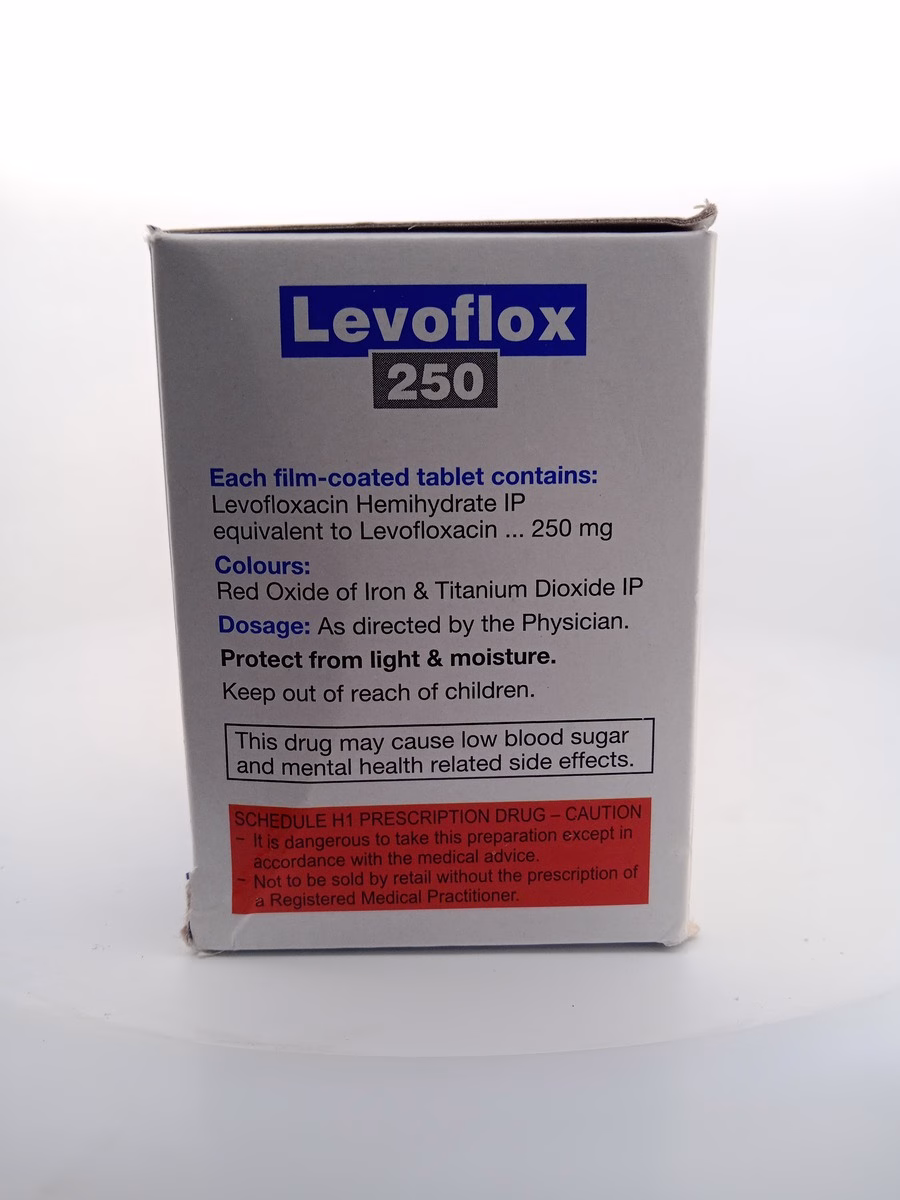 Levoflox
250
Each film-coated tablet contains:
Levofloxacin Hemihydrate IP
equivalent to Levofloxacin ... 250 mg
Colours:
Red Oxide of Iron & Titanium Dioxide IP
Dosage: As directed by the Physician.
Protect from light & moisture.
Keep out of reach of children.
This drug may cause low blood sugar
and mental health related side effects.
SCHEDULE H1 PRESCRIPTION DRUG – CAUTION
– It is dangerous to take this preparation except in
accordance with the medical advice.
– Not to be sold by retail without the prescription of
a Registered Medical Practitioner.